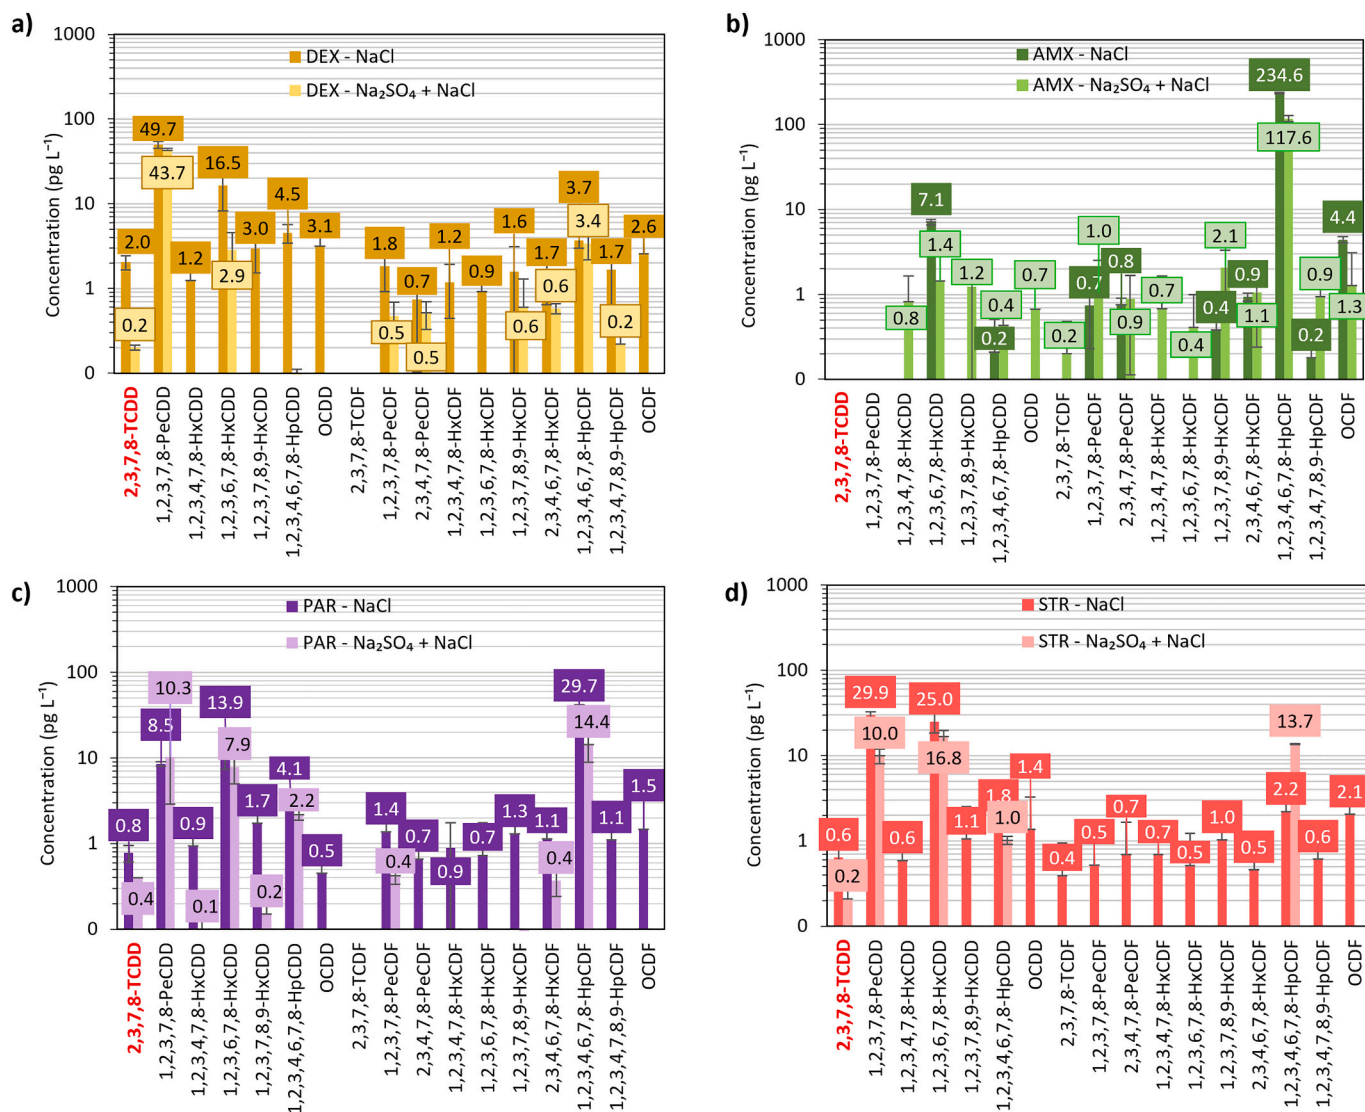 a)
1000
100
10
1
0
Concentration (pg L⁻¹)
DEX - NaCl
DEX - Na₂SO₄ + NaCl
2.0
0.2
49.7
43.7
1.2
16.5
2.9
3.0
4.5
3.1
1.8
0.5
0.7
0.5
1.2
0.9
1.6
0.6
1.7
0.6
3.7
3.4
1.7
0.2
2.6
2,3,7,8-TCDD
1,2,3,7,8-PeCDD
1,2,3,4,7,8-HxCDD
1,2,3,6,7,8-HxCDD
1,2,3,7,8,9-HxCDD
1,2,3,4,6,7,8-HpCDD
OCDD
2,3,7,8-TCDF
1,2,3,7,8-PeCDF
2,3,4,7,8-PeCDF
1,2,3,4,7,8-HxCDF
1,2,3,6,7,8-HxCDF
1,2,3,7,8,9-HxCDF
2,3,4,6,7,8-HxCDF
1,2,3,4,6,7,8-HpCDF
1,2,3,4,7,8,9-HpCDF
OCDF
b)
1000
100
10
1
0
Concentration (pg L⁻¹)
AMX - NaCl
AMX - Na₂SO₄ + NaCl
0.8
7.1
1.4
1.2
0.2
0.4
0.7
0.2
0.7
1.0
0.8
0.9
0.7
0.4
0.4
2.1
0.9
1.1
234.6
117.6
0.2
0.9
4.4
1.3
2,3,7,8-TCDD
1,2,3,7,8-PeCDD
1,2,3,4,7,8-HxCDD
1,2,3,6,7,8-HxCDD
1,2,3,7,8,9-HxCDD
1,2,3,4,6,7,8-HpCDD
OCDD
2,3,7,8-TCDF
1,2,3,7,8-PeCDF
2,3,4,7,8-PeCDF
1,2,3,4,7,8-HxCDF
1,2,3,6,7,8-HxCDF
1,2,3,7,8,9-HxCDF
2,3,4,6,7,8-HxCDF
1,2,3,4,6,7,8-HpCDF
1,2,3,4,7,8,9-HpCDF
OCDF
c)
1000
100
10
1
0
Concentration (pg L⁻¹)
PAR - NaCl
PAR - Na₂SO₄ + NaCl
0.8
0.4
8.5
10.3
0.9
0.1
13.9
7.9
1.7
0.2
4.1
2.2
0.5
1.4
0.4
0.7
0.9
0.7
1.3
1.1
0.4
29.7
14.4
1.1
1.5
2,3,7,8-TCDD
1,2,3,7,8-PeCDD
1,2,3,4,7,8-HxCDD
1,2,3,6,7,8-HxCDD
1,2,3,7,8,9-HxCDD
1,2,3,4,6,7,8-HpCDD
OCDD
2,3,7,8-TCDF
1,2,3,7,8-PeCDF
2,3,4,7,8-PeCDF
1,2,3,4,7,8-HxCDF
1,2,3,6,7,8-HxCDF
1,2,3,7,8,9-HxCDF
2,3,4,6,7,8-HxCDF
1,2,3,4,6,7,8-HpCDF
1,2,3,4,7,8,9-HpCDF
OCDF
d)
1000
100
10
1
0
Concentration (pg L⁻¹)
STR - NaCl
STR - Na₂SO₄ + NaCl
0.6
0.2
29.9
10.0
0.6
25.0
16.8
1.1
1.8
1.0
1.4
0.4
0.5
0.7
0.7
0.5
1.0
0.5
2.2
13.7
0.6
2.1
2,3,7,8-TCDD
1,2,3,7,8-PeCDD
1,2,3,4,7,8-HxCDD
1,2,3,6,7,8-HxCDD
1,2,3,7,8,9-HxCDD
1,2,3,4,6,7,8-HpCDD
OCDD
2,3,7,8-TCDF
1,2,3,7,8-PeCDF
2,3,4,7,8-PeCDF
1,2,3,4,7,8-HxCDF
1,2,3,6,7,8-HxCDF
1,2,3,7,8,9-HxCDF
2,3,4,6,7,8-HxCDF
1,2,3,4,6,7,8-HpCDF
1,2,3,4,7,8,9-HpCDF
OCDF